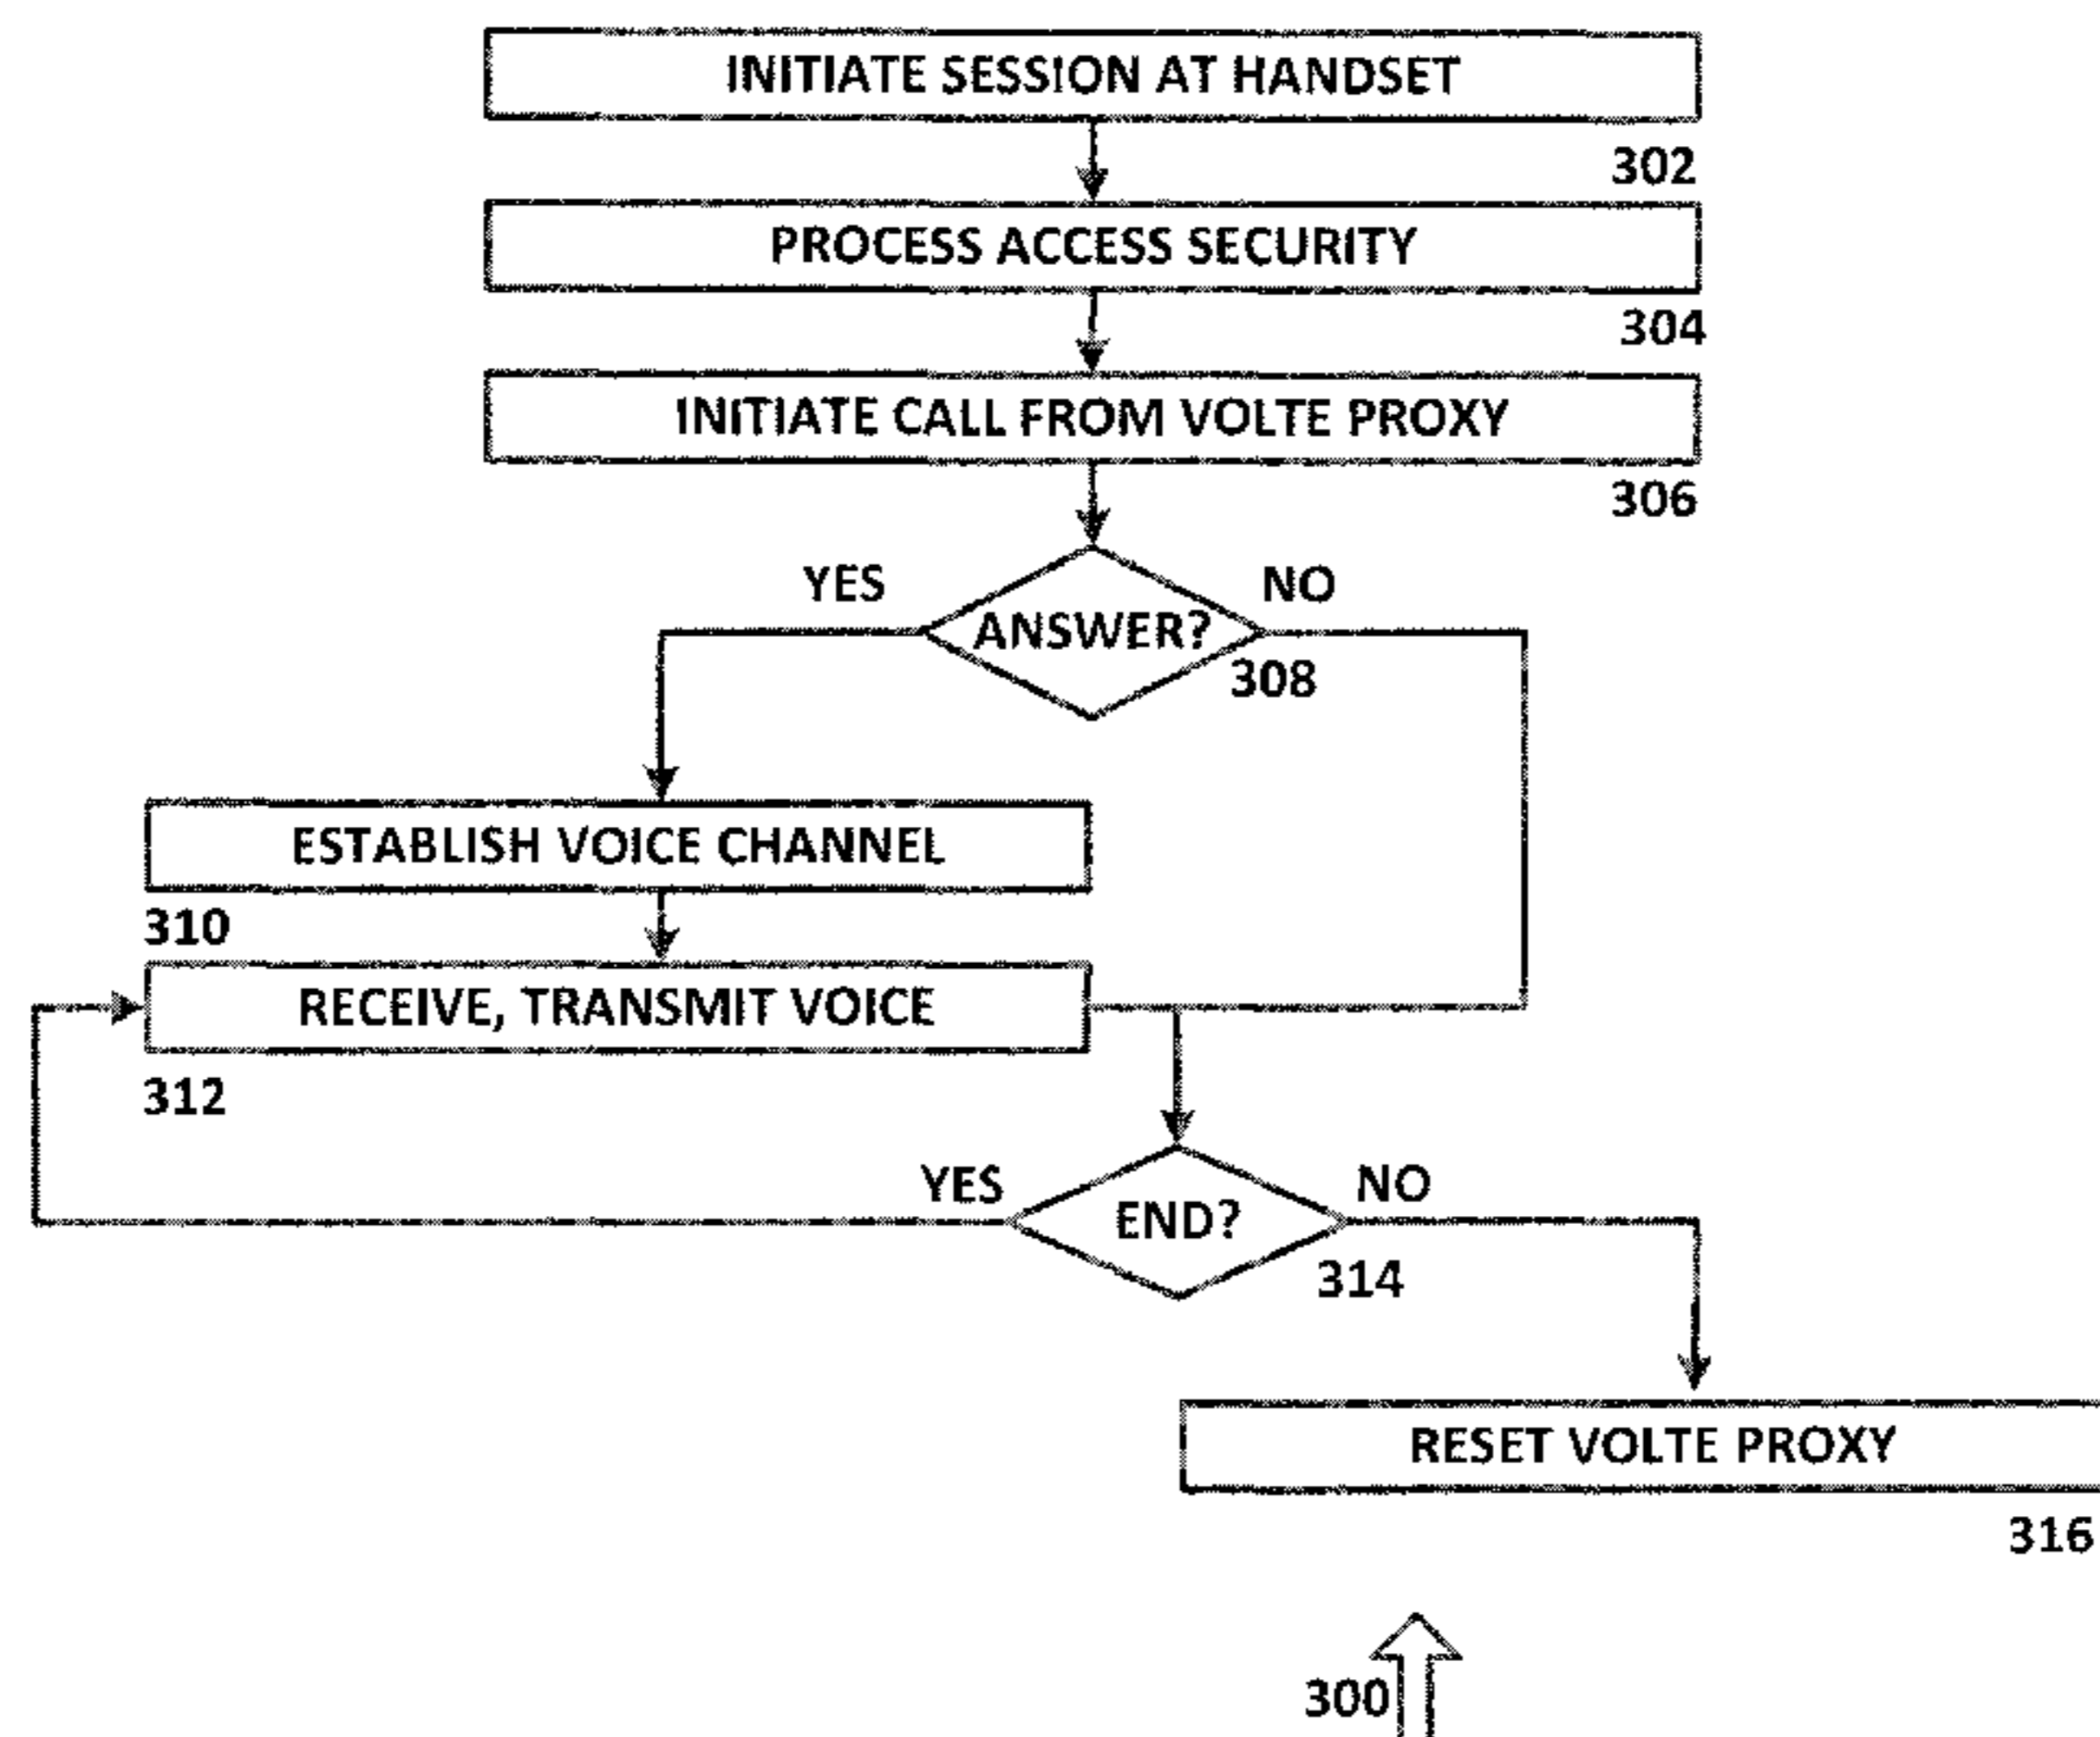 INITIATE SESSION AT HANDSET
302
PROCESS ACCESS SECURITY
304
INITIATE CALL FROM VOLTE PROXY
306
YES
NO
ANSWER?
308
ESTABLISH VOICE CHANNEL
310
RECEIVE, TRANSMIT VOICE
312
YES
NO
END?
314
RESET VOLTE PROXY
316
300